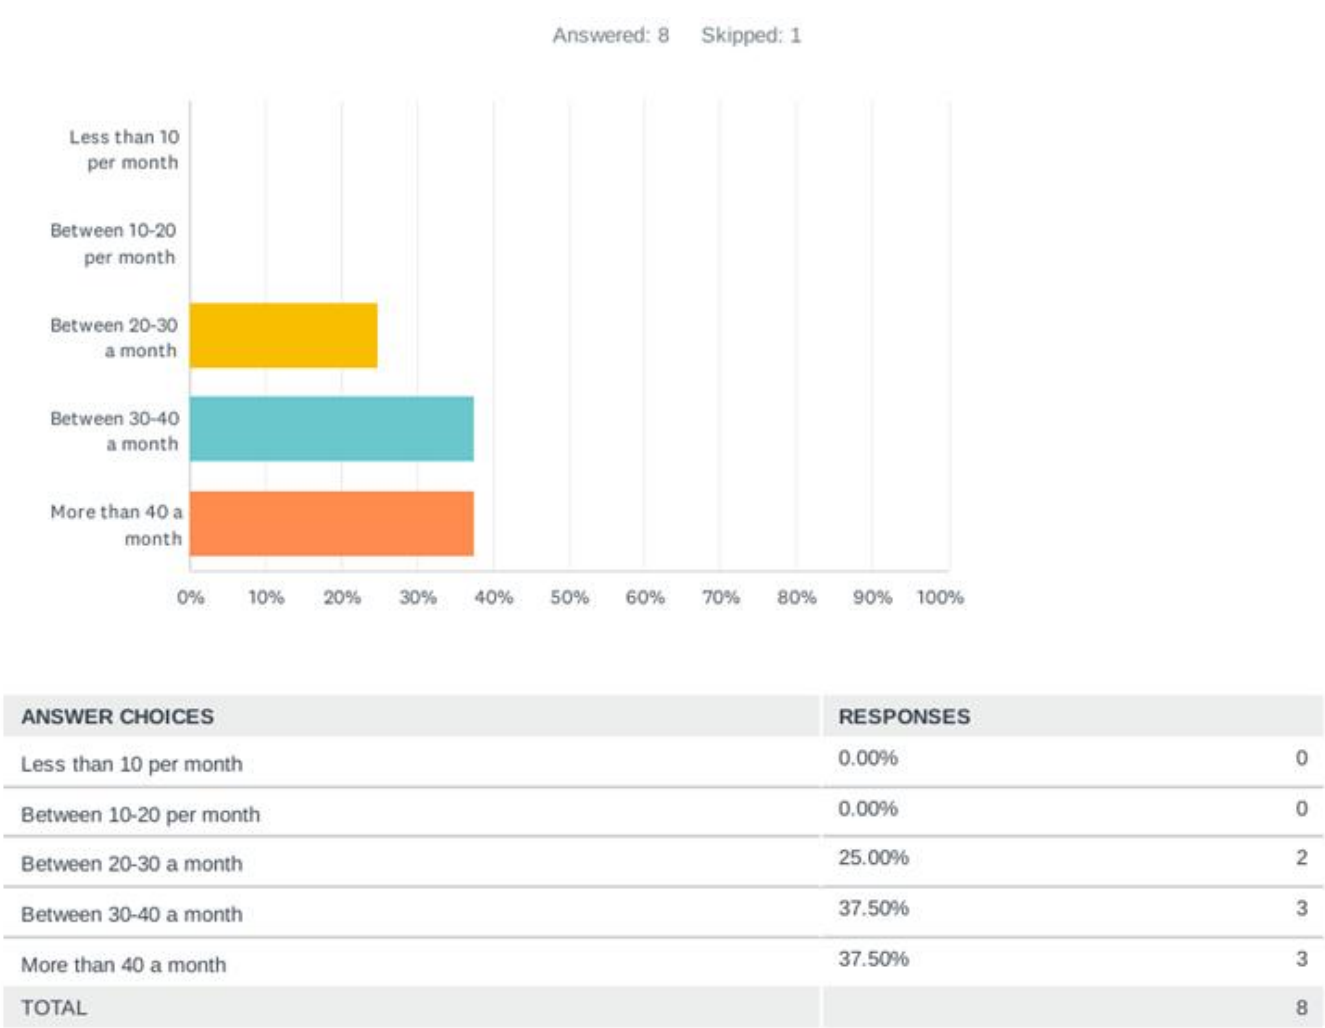 Answered: 8 Skipped: 1
Less than 10
per month
Between 10-20
per month
Between 20-30
a month
Between 30-40
a month
More than 40 a
month
0% 10% 20% 30% 40% 50% 60% 70% 80% 90% 100%
ANSWER CHOICES RESPONSES
Less than 10 per month 0.00% 0
Between 10-20 per month 0.00% 0
Between 20-30 a month 25.00% 2
Between 30-40 a month 37.50% 3
More than 40 a month 37.50% 3
TOTAL 8